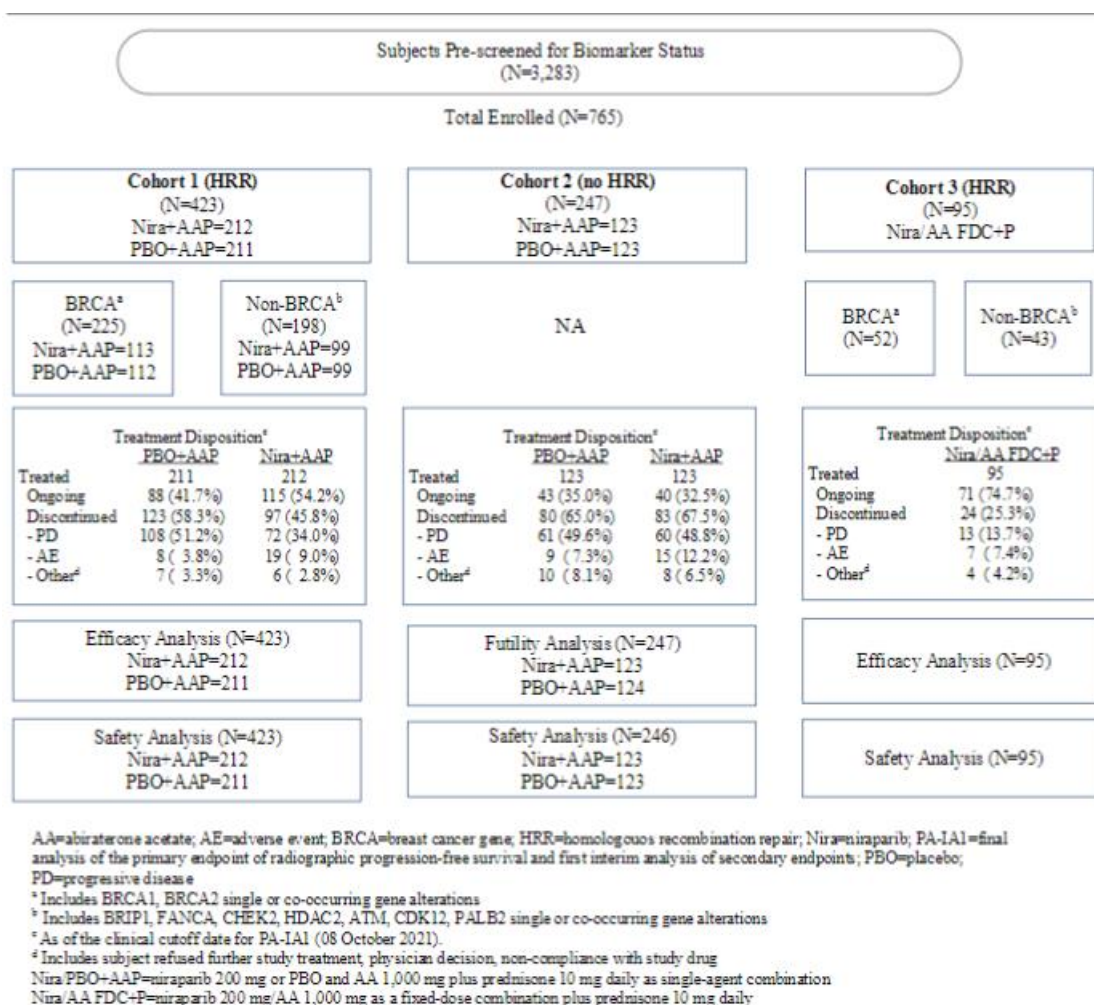 Subjects Pre-screened for Biomarker Status
(N=3,283)
Total Enrolled (N=765)
Cohort 1 (HRR)
(N=423)
Nira+AAP=212
PBO+AAP=211
Cohort 2 (no HRR)
(N=247)
Nira+AAP=123
PBO+AAP=123
Cohort 3 (HRR)
(N=95)
Nira/AA FDC+P
BRCAᵃ
(N=225)
Nira+AAP=113
PBO+AAP=112
Non-BRCAᵇ
(N=198)
Nira+AAP=99
PBO+AAP=99
NA
BRCAᵃ
(N=52)
Non-BRCAᵇ
(N=43)
Treatment Dispositionᶜ
PBO+AAP Nira+AAP
Treated 211 212
Ongoing 88 (41.7%) 115 (54.2%)
Discontinued 123 (58.3%) 97 (45.8%)
- PD 108 (51.2%) 72 (34.0%)
- AE 8 ( 3.8%) 19 ( 9.0%)
- Otherᵈ 7 ( 3.3%) 6 ( 2.8%)
Treatment Dispositionᶜ
PBO+AAP Nira+AAP
Treated 123 123
Ongoing 43 (35.0%) 40 (32.5%)
Discontinued 80 (65.0%) 83 (67.5%)
- PD 61 (49.6%) 60 (48.8%)
- AE 9 (7.3%) 15 (12.2%)
- Otherᵈ 10 (8.1%) 8 (6.5%)
Treatment Dispositionᶜ
Nira/AA FDC+P
Treated 95
Ongoing 71 (74.7%)
Discontinued 24 (25.3%)
- PD 13 (13.7%)
- AE 7 (7.4%)
- Otherᵈ 4 (4.2%)
Efficacy Analysis (N=423)
Nira+AAP=212
PBO+AAP=211
Futility Analysis (N=247)
Nira+AAP=123
PBO+AAP=124
Efficacy Analysis (N=95)
Safety Analysis (N=423)
Nira+AAP=212
PBO+AAP=211
Safety Analysis (N=246)
Nira+AAP=123
PBO+AAP=123
Safety Analysis (N=95)
AA=abiraterone acetate; AE=adverse event; BRCA=breast cancer gene; HRR=homologous recombination repair; Nira=niraparib; PA-IA1=final
analysis of the primary endpoint of radiographic progression-free survival and first interim analysis of secondary endpoints; PBO=placebo;
PD=progressive disease
ᵃ Includes BRCA1, BRCA2 single or co-occurring gene alterations
ᵇ Includes BRIP1, FANCA, CHEK2, HDAC2, ATM, CDK12, PALB2 single or co-occurring gene alterations
ᶜ As of the clinical cutoff date for PA-IA1 (08 October 2021).
ᵈ Includes subject refused further study treatment, physician decision, non-compliance with study drug
Nira/PBO+AAP=niraparib 200 mg or PBO and AA 1,000 mg plus prednisone 10 mg daily as single-agent combination
Nira/AA FDC+P=niraparib 200 mg/AA 1,000 mg as a fixed-dose combination plus prednisone 10 mg daily